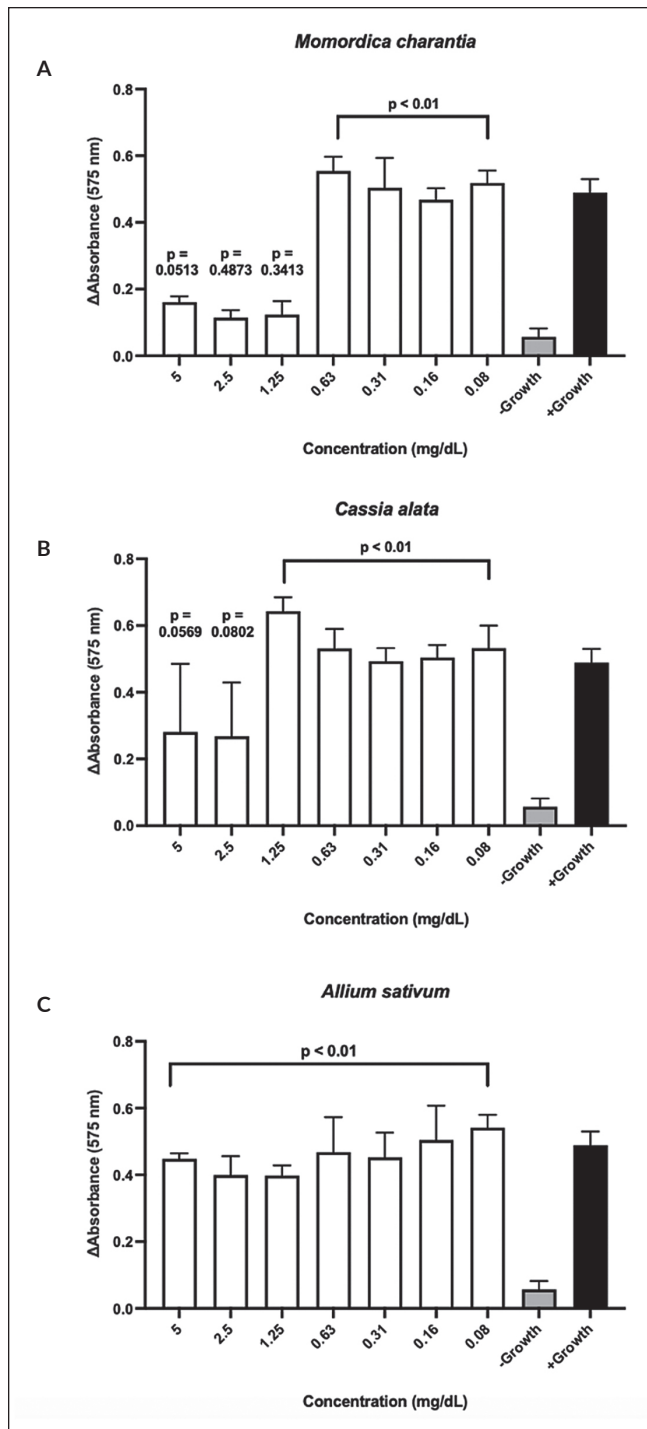 Momordica charantia
A
0.8
0.6
0.4
0.2
0.0
ΔAbsorbance (575 nm)
p < 0.01
p = p = p =
0.0513 0.4873 0.3413
5 2.5 1.25 0.63 0.31 0.16 0.08 -Growth +Growth
Concentration (mg/dL)
Cassia alata
B
0.8
0.6
0.4
0.2
0.0
ΔAbsorbance (575 nm)
p < 0.01
p = p =
0.0569 0.0802
5 2.5 1.25 0.63 0.31 0.16 0.08 -Growth +Growth
Concentration (mg/dL)
Allium sativum
C
0.8
0.6
0.4
0.2
0.0
ΔAbsorbance (575 nm)
p < 0.01
5 2.5 1.25 0.63 0.31 0.16 0.08 -Growth +Growth
Concentration (mg/dL)